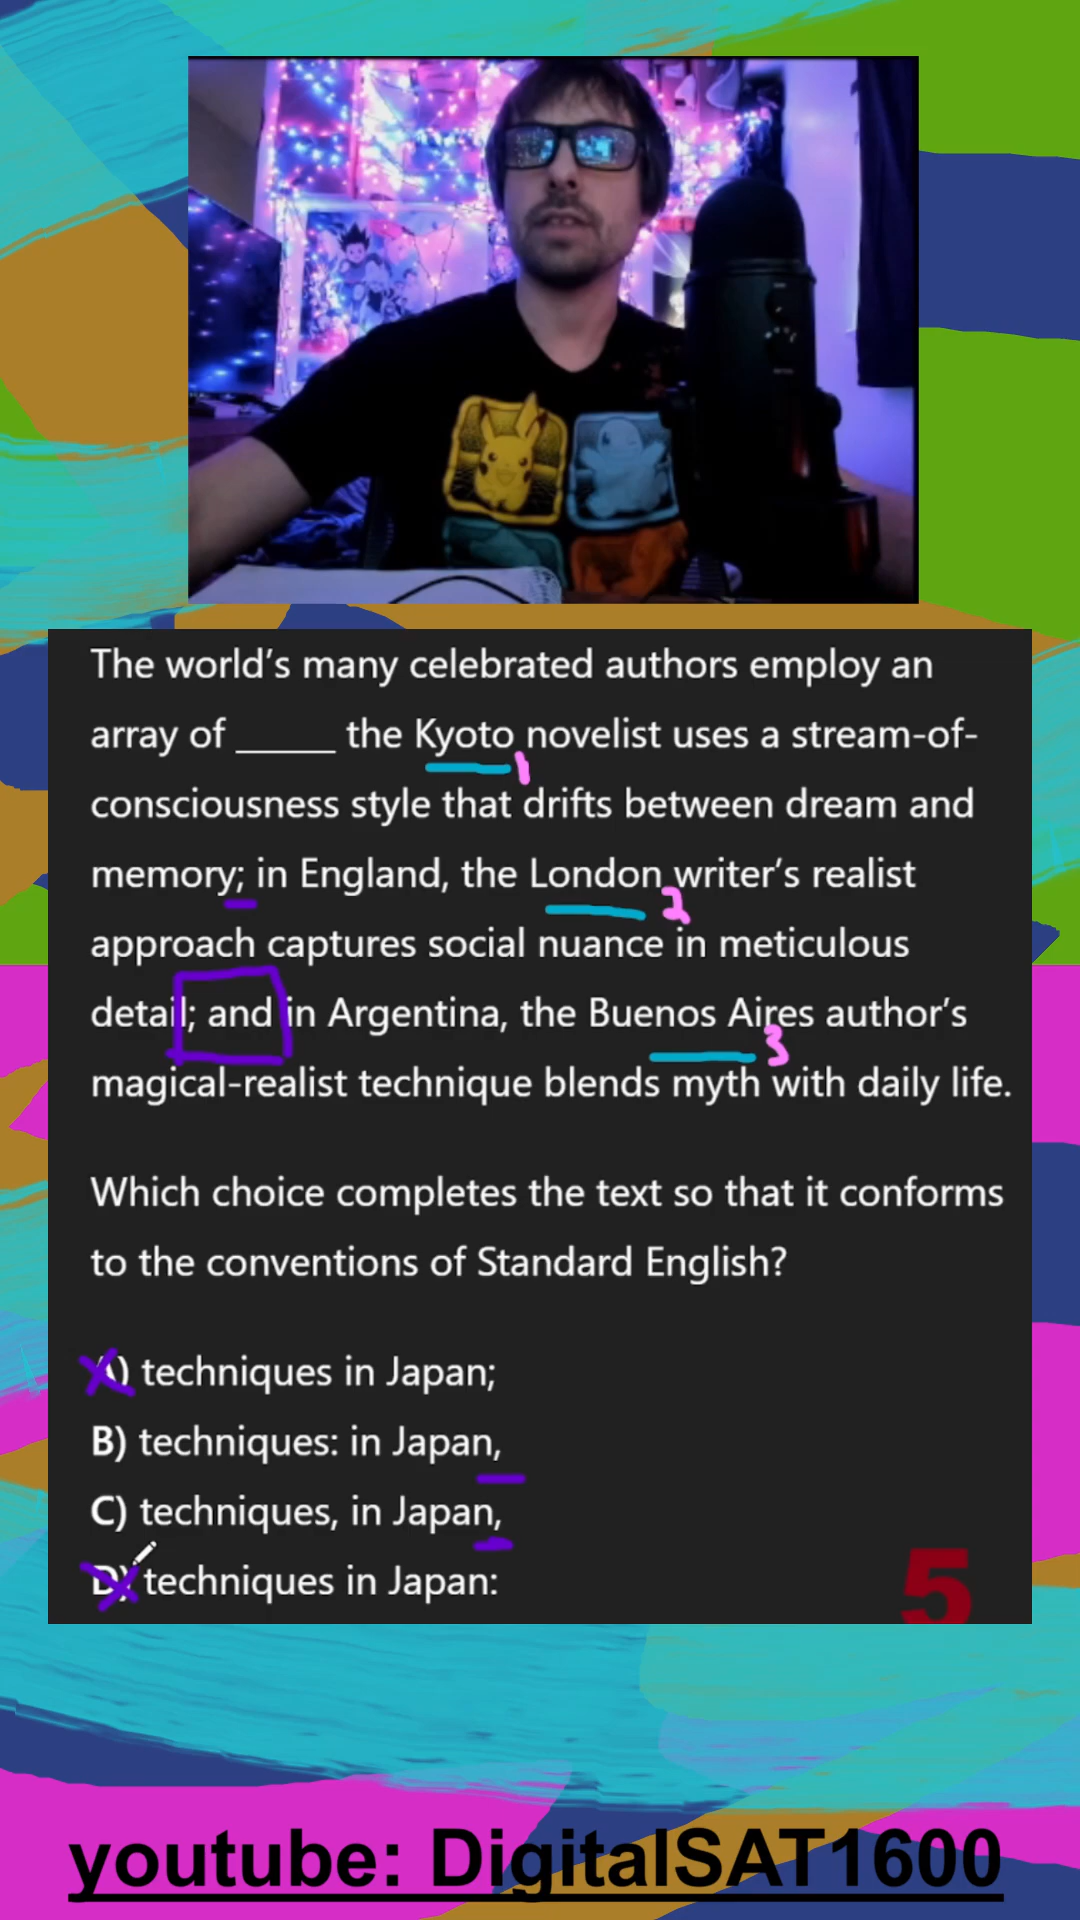 The world's many celebrated authors employ an
array of _____ the Kyoto novelist uses a stream-of-
1
consciousness style that drifts between dream and
memory; in England, the London writer's realist
2
approach captures social nuance in meticulous
detail; and in Argentina, the Buenos Aires author's
3
magical-realist technique blends myth with daily life.
Which choice completes the text so that it conforms
to the conventions of Standard English?
A) techniques in Japan;
B) techniques: in Japan,
C) techniques, in Japan,
D) techniques in Japan:
5
youtube: DigitalSAT1600